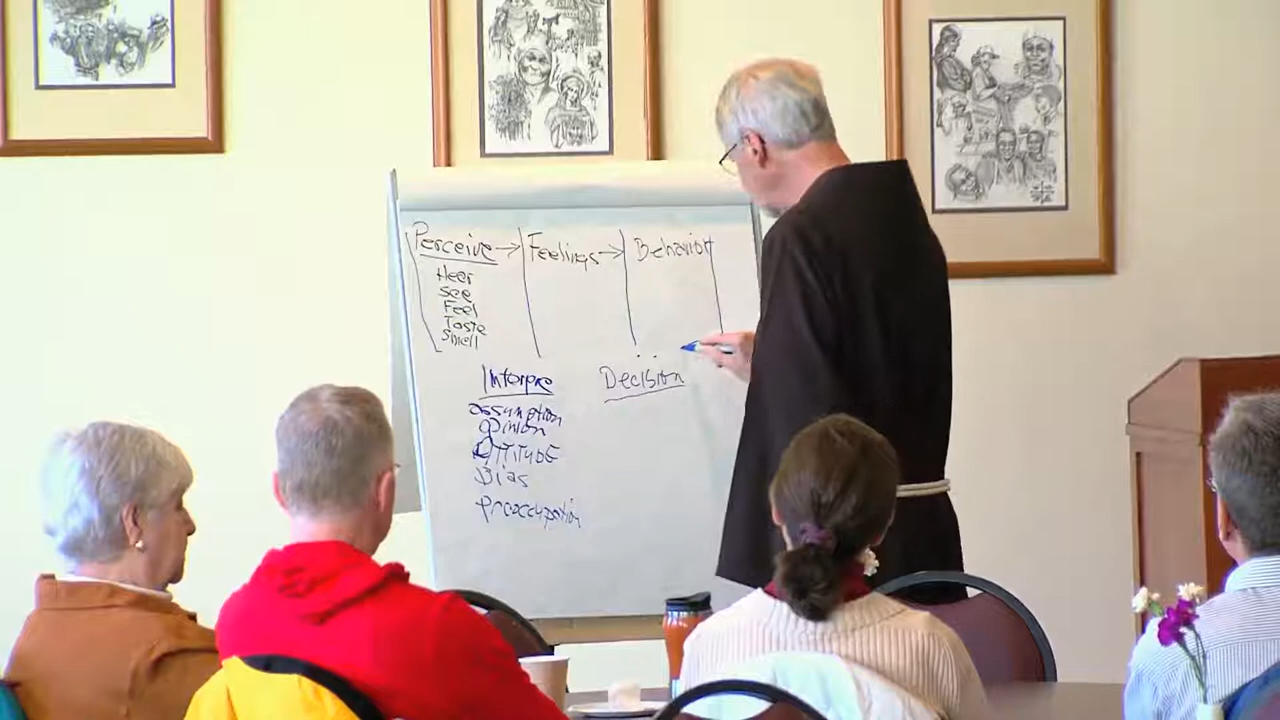 Perceive → Feelings → Behavior
Hear
See
Feel
Taste
Smell
Interpre
Decision
assumption
opinion
ATTITUDE
Bias
preoccupation